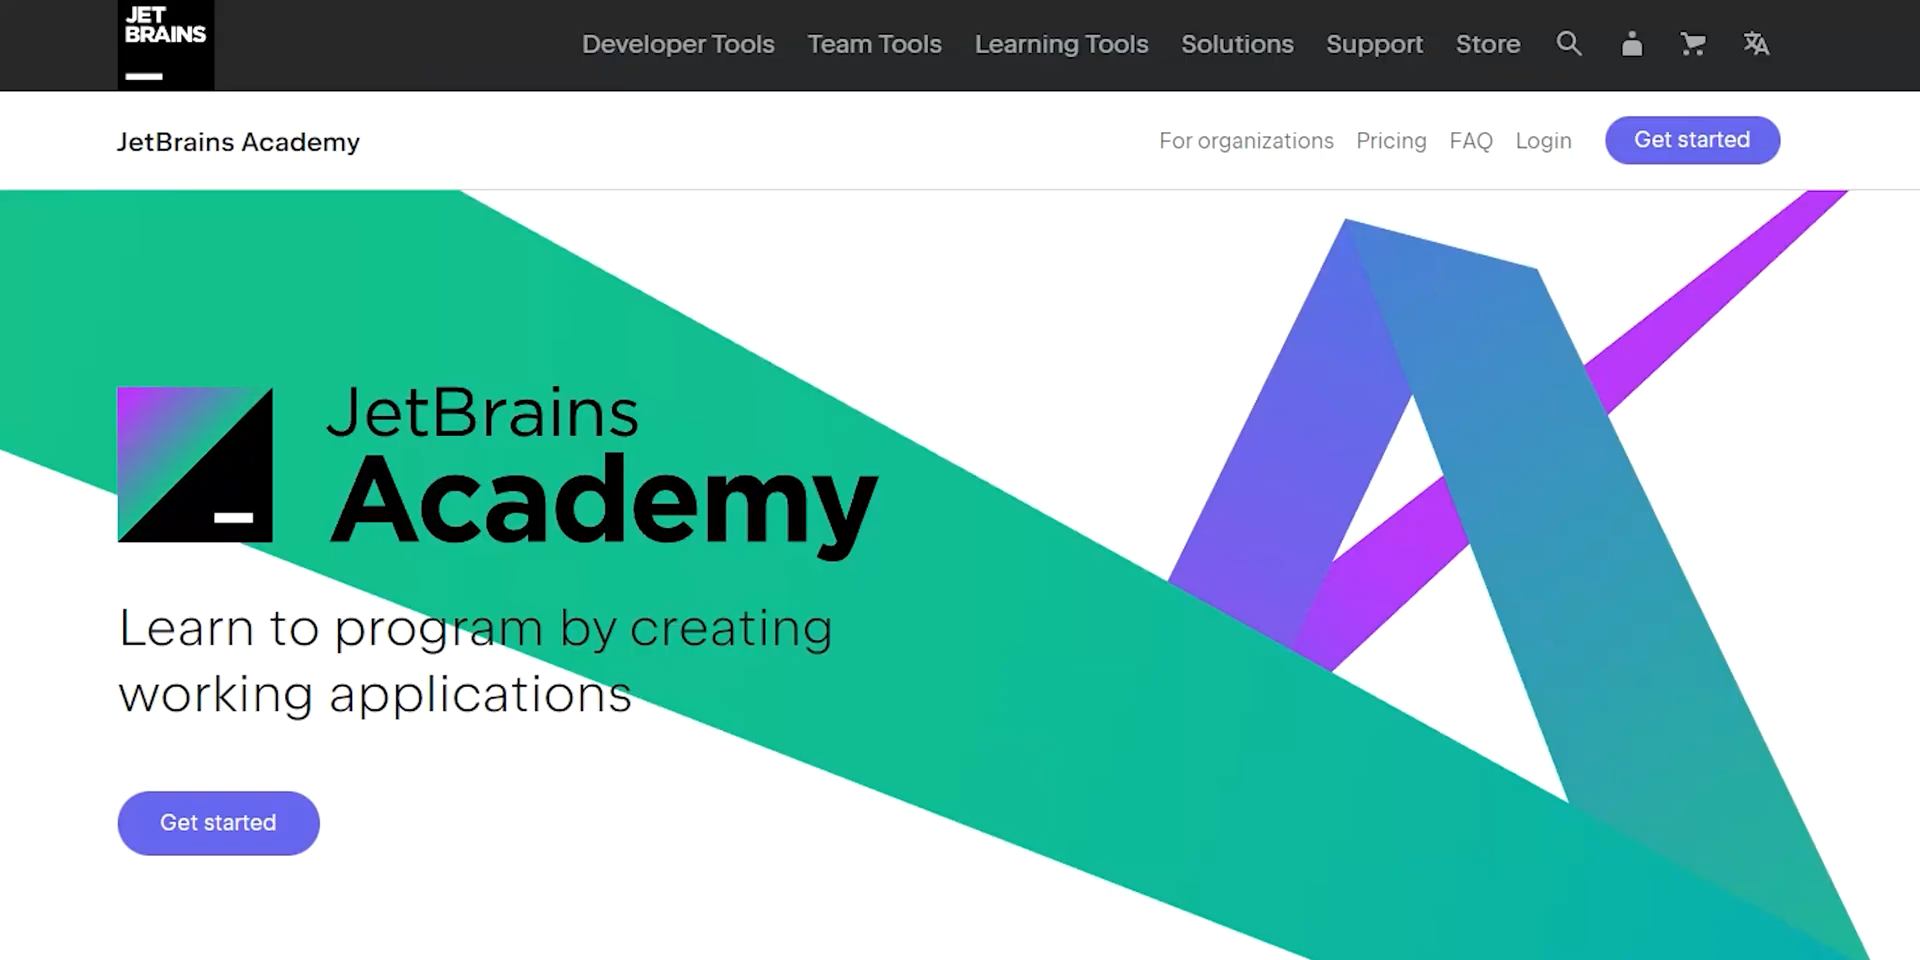 JET
BRAINS
Developer Tools Team Tools Learning Tools Solutions Support Store
JetBrains Academy
For organizations Pricing FAQ Login Get started
JetBrains
Academy
Learn to program by creating
working applications
Get started